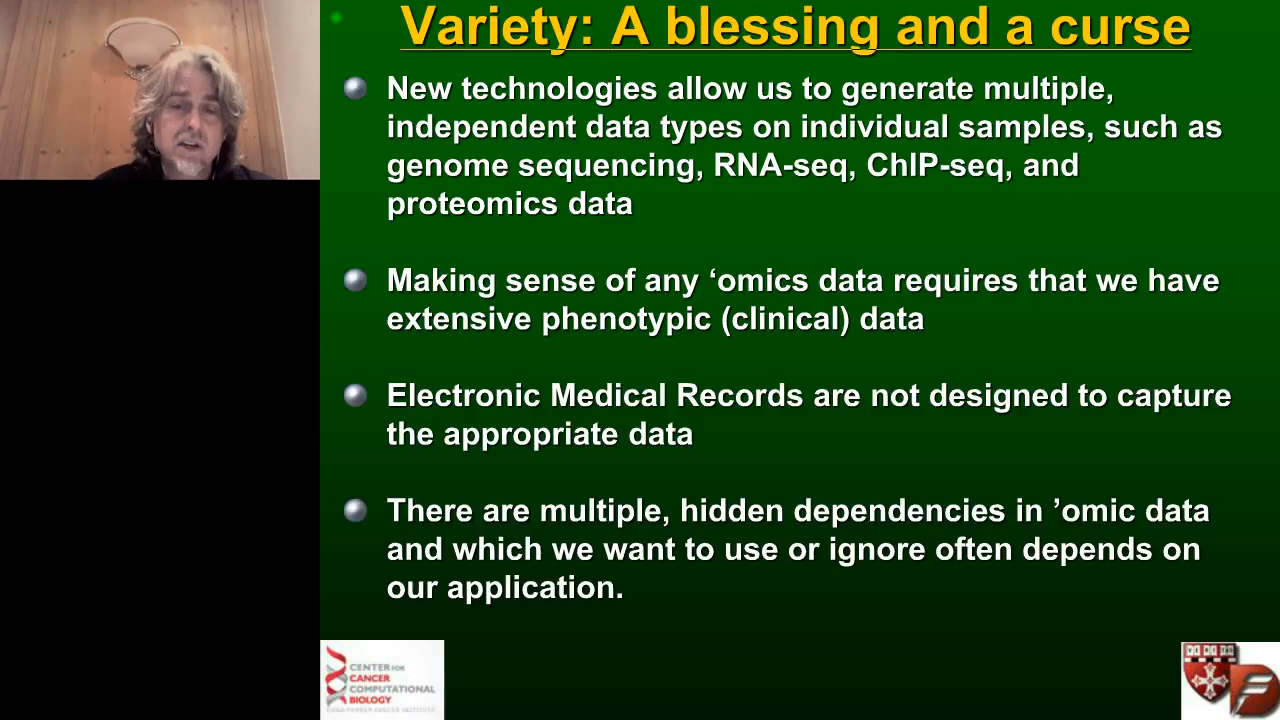 Variety: A blessing and a curse
New technologies allow us to generate multiple,
independent data types on individual samples, such as
genome sequencing, RNA-seq, ChIP-seq, and
proteomics data
Making sense of any ‘omics data requires that we have
extensive phenotypic (clinical) data
Electronic Medical Records are not designed to capture
the appropriate data
There are multiple, hidden dependencies in ’omic data
and which we want to use or ignore often depends on
our application.
CENTER FOR
CANCER
COMPUTATIONAL
BIOLOGY
DANA-FARBER CANCER INSTITUTE